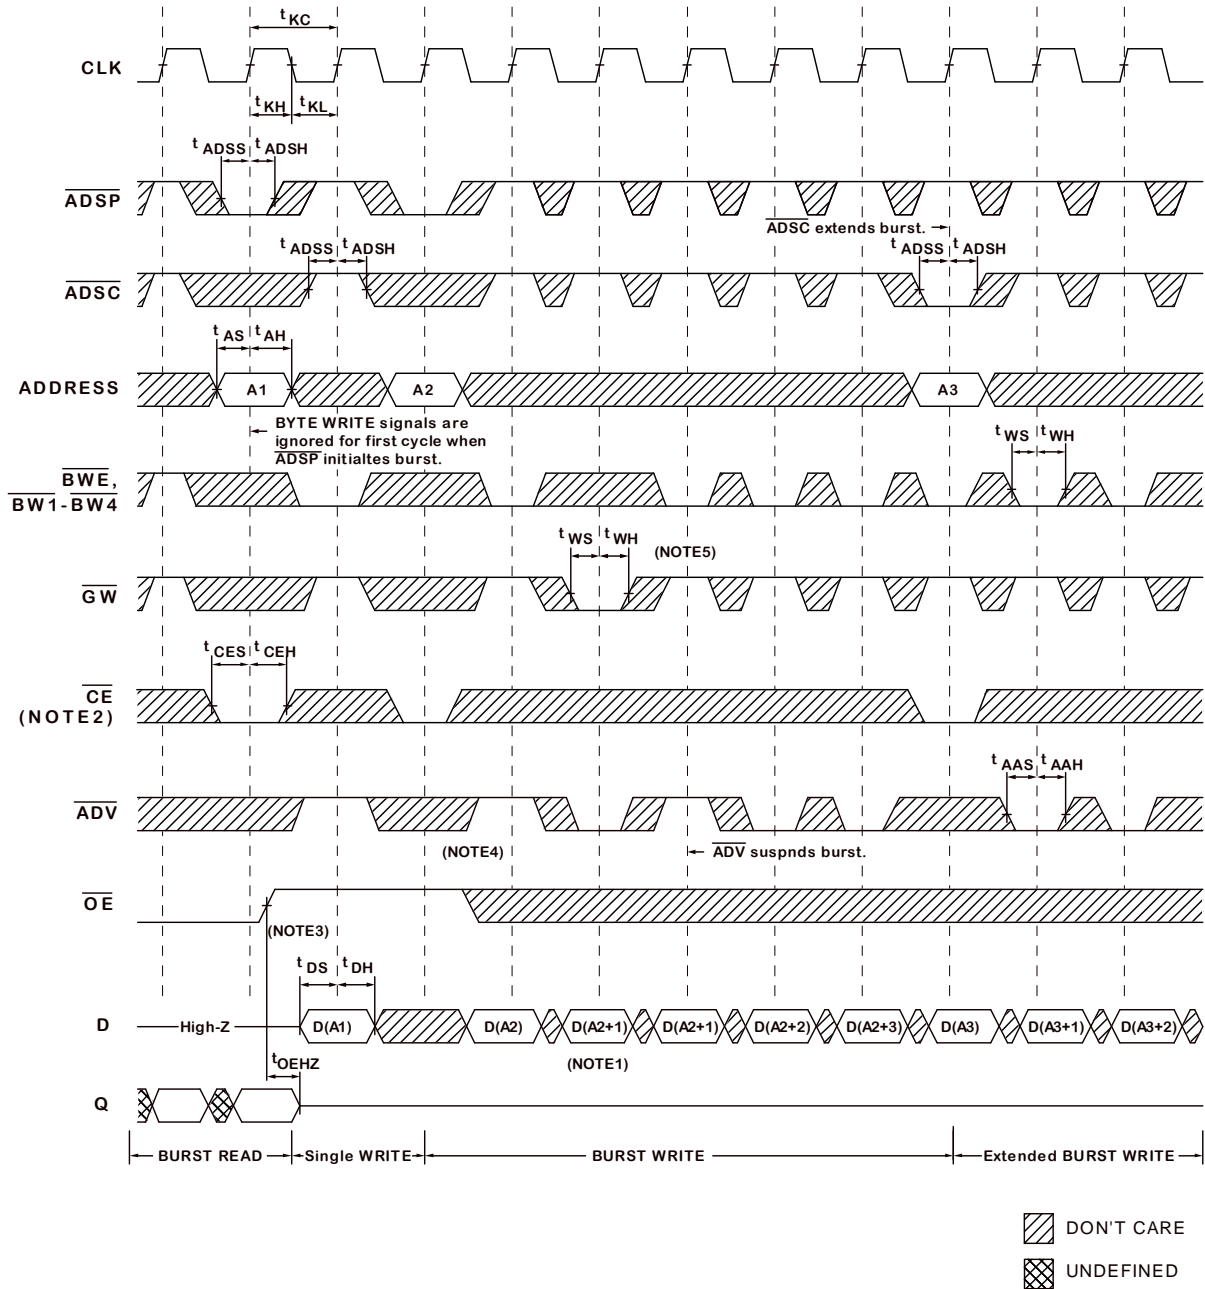 t KC
CLK
t KH t KL
t ADSS t ADSH
ADSP
ADSC extends burst.
t ADSS t ADSH t ADSS t ADSH
ADSC
t AS t AH
ADDRESS A1 A2 A3
BYTE WRITE signals are
ignored for first cycle when
ADSP initialtes burst.
t WS t WH
BWE,
BW1-BW4
t WS t WH (NOTE5)
GW
t CES t CEH
CE
(NOTE2)
t AAS t AAH
ADV
(NOTE4) ADV suspnds burst.
OE
(NOTE3)
t DS t DH
D High-Z D(A1) D(A2) D(A2+1) D(A2+1) D(A2+2) D(A2+3) D(A3) D(A3+1) D(A3+2)
tOEHZ (NOTE1)
Q
BURST READ Single WRITE BURST WRITE Extended BURST WRITE
DON'T CARE
UNDEFINED